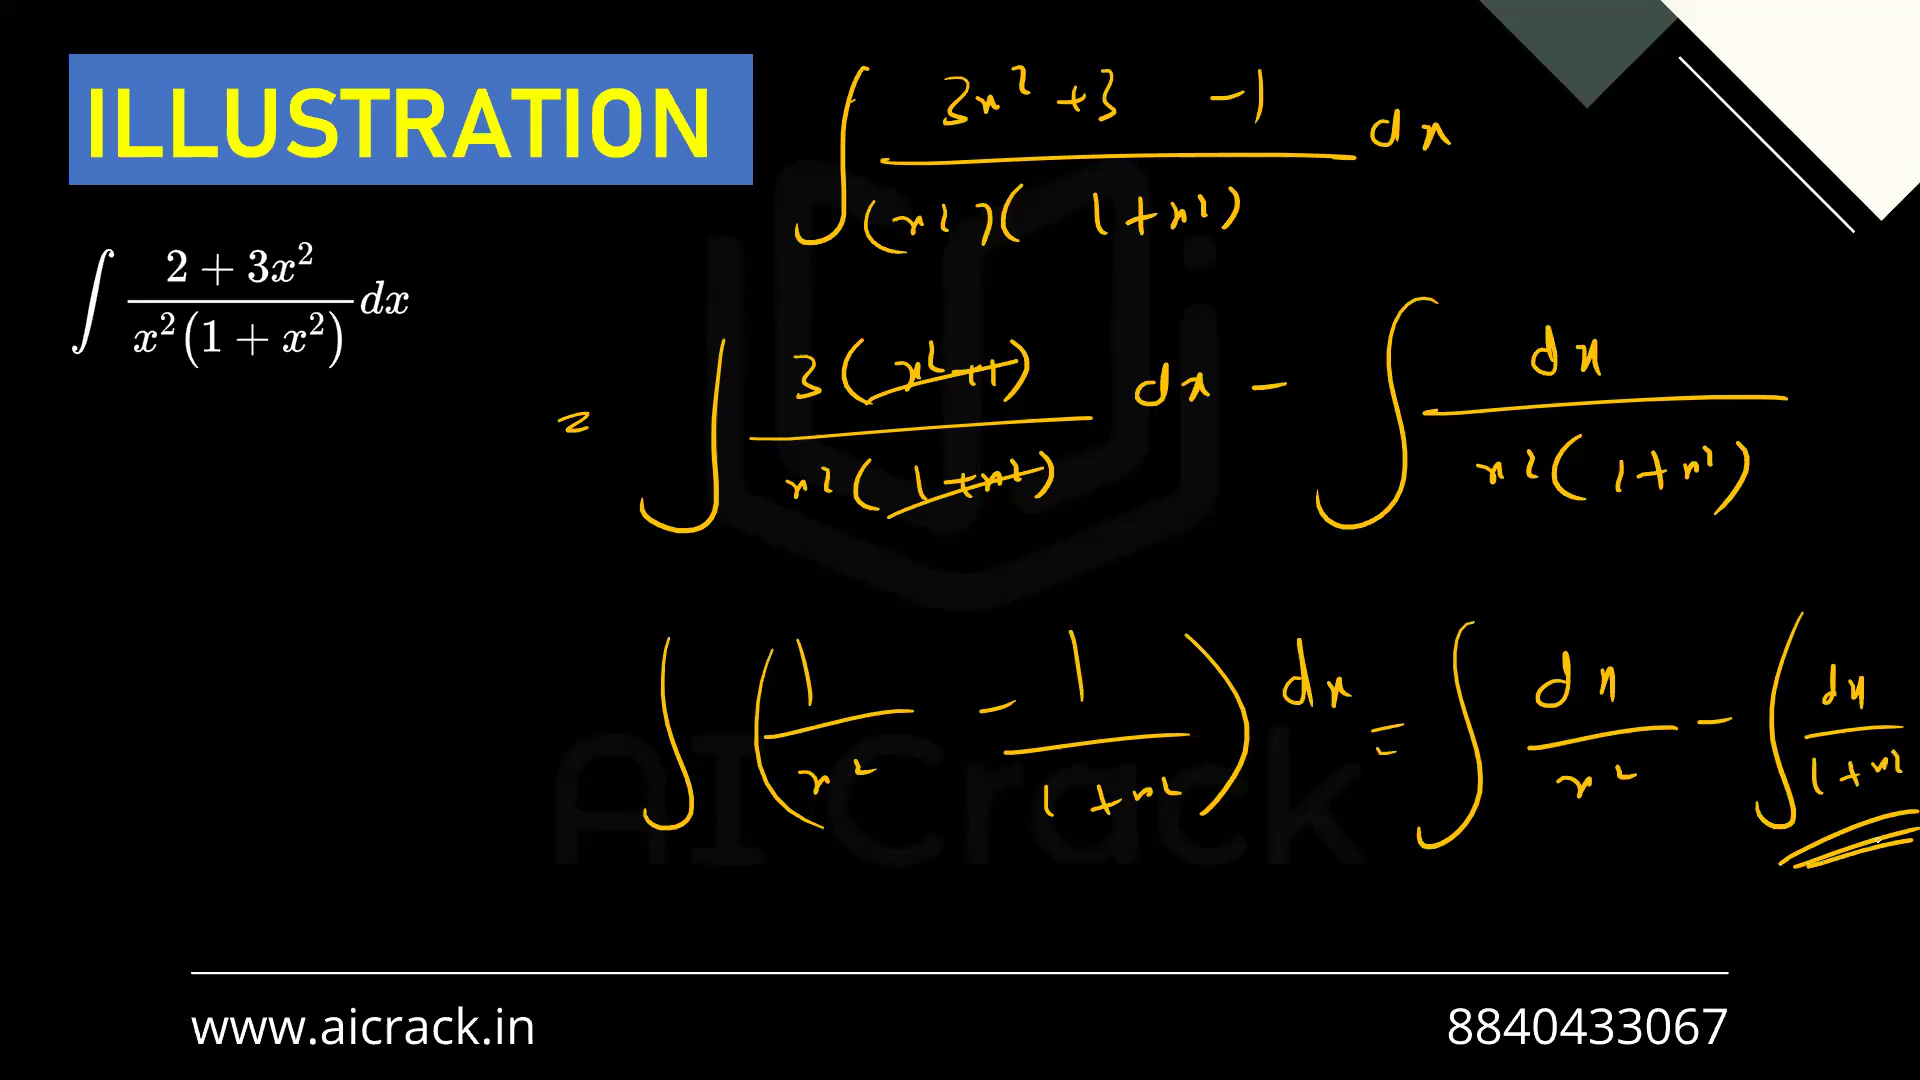 ILLUSTRATION
∫ (2 + 3x²)/(x²(1 + x²)) dx
∫ (3x² + 3 − 1)/((x²)(1 + x²)) dx
= ∫ 3(x² + 1)/(x²(1 + x²)) dx − ∫ dx/(x²(1 + x²))
∫ (1/x² − 1/(1 + x²)) dx = ∫ dx/x² − ∫ dx/(1 + x²)
AI Crack
www.aicrack.in
8840433067